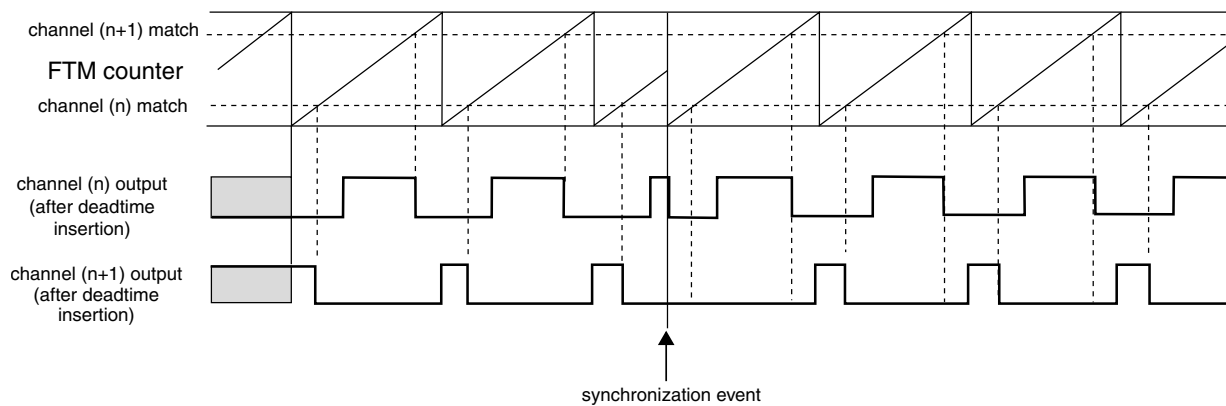 channel (n+1) match
FTM counter
channel (n) match
channel (n) output
(after deadtime
insertion)
channel (n+1) output
(after deadtime
insertion)
synchronization event